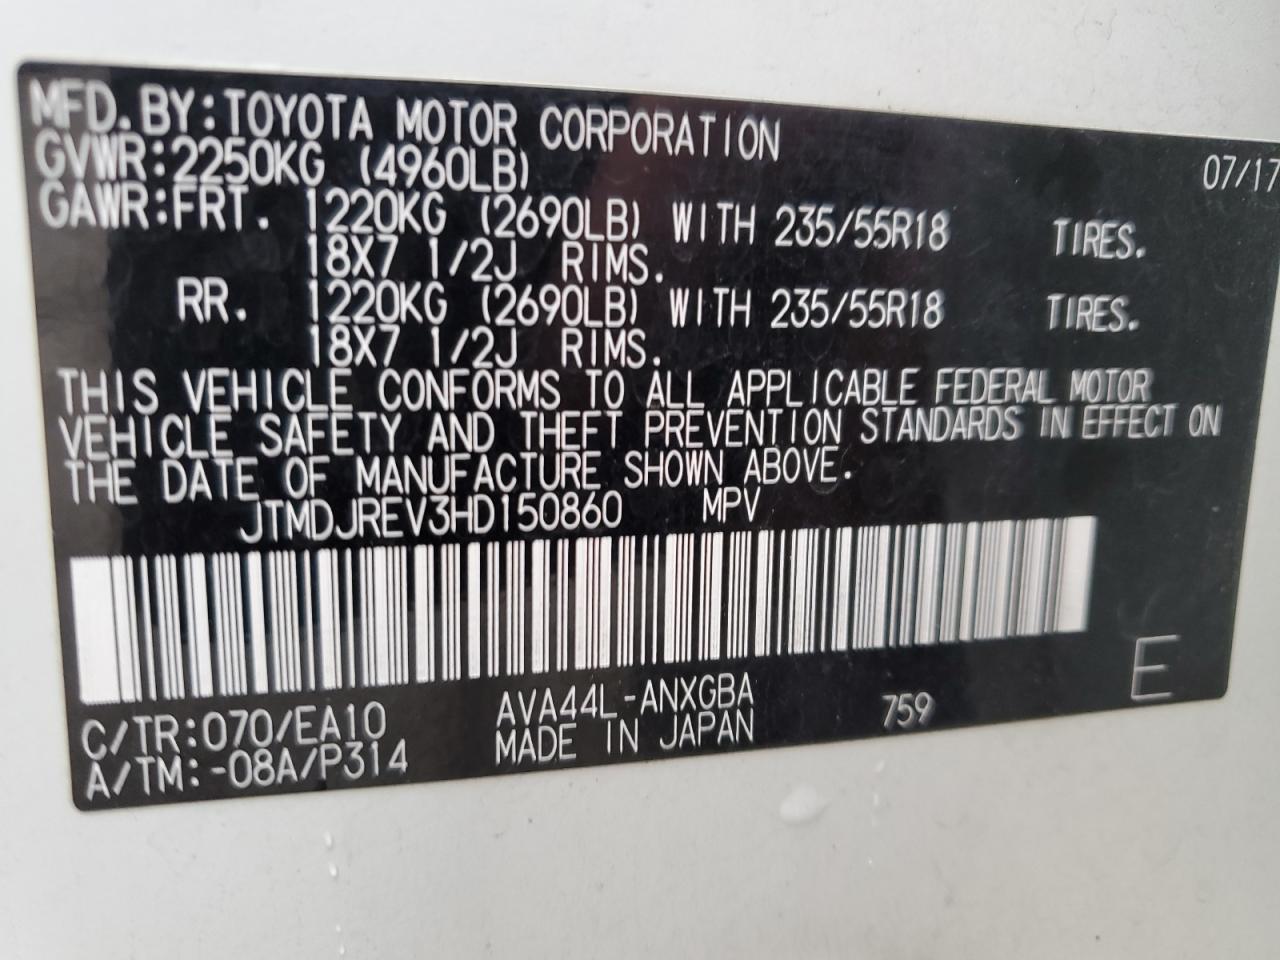 MFD. BY: TOYOTA MOTOR CORPORATION 07/17
GVWR: 2250KG (4960LB)
GAWR: FRT. 1220KG (2690LB) WITH 235/55R18 TIRES.
18X7 1/2J RIMS.
RR. 1220KG (2690LB) WITH 235/55R18 TIRES.
18X7 1/2J RIMS.
THIS VEHICLE CONFORMS TO ALL APPLICABLE FEDERAL MOTOR
VEHICLE SAFETY AND THEFT PREVENTION STANDARDS IN EFFECT ON
THE DATE OF MANUFACTURE SHOWN ABOVE.
JTMDJREV3HD150860 MPV
C/TR: 070/EA10 AVA44L-ANXGBA 759 E
A/TM: -08A/P314 MADE IN JAPAN